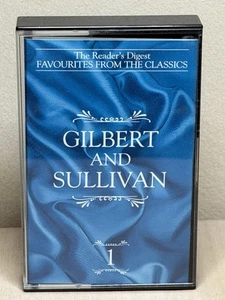 The Reader's Digest
FAVOURITES FROM THE CLASSICS
GILBERT
AND
SULLIVAN
1